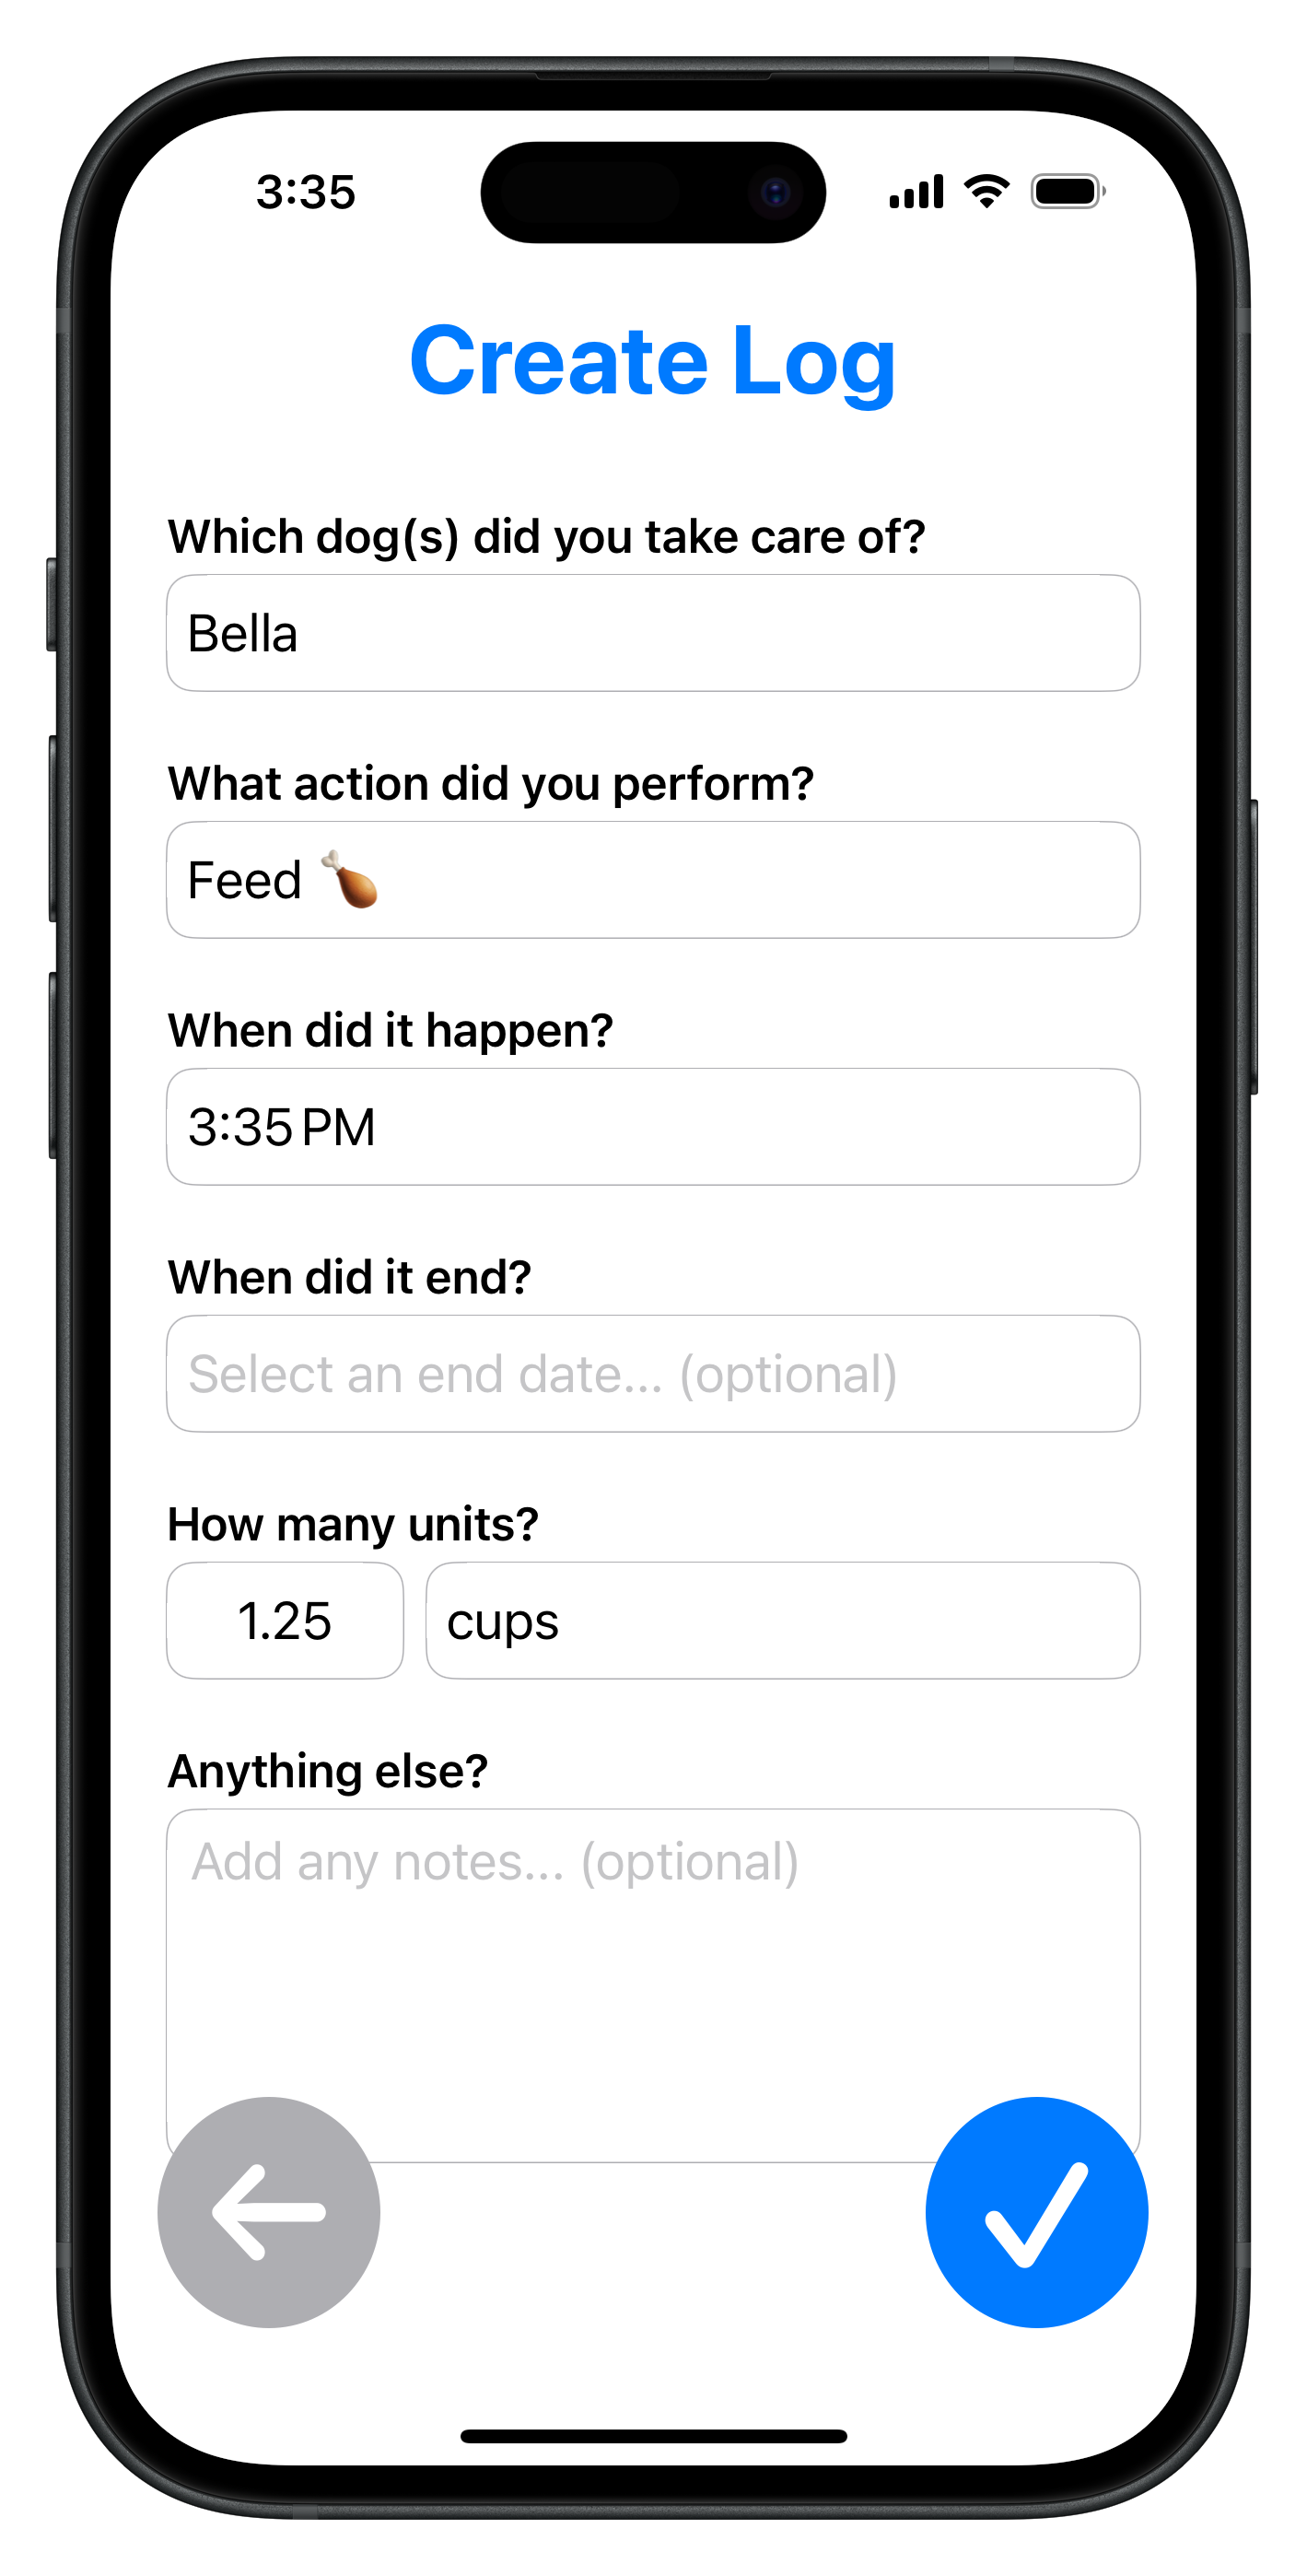 3:35
Create Log
Which dog(s) did you take care of?
Bella
What action did you perform?
Feed 🍗
When did it happen?
3:35 PM
When did it end?
Select an end date... (optional)
How many units?
1.25 cups
Anything else?
Add any notes... (optional)